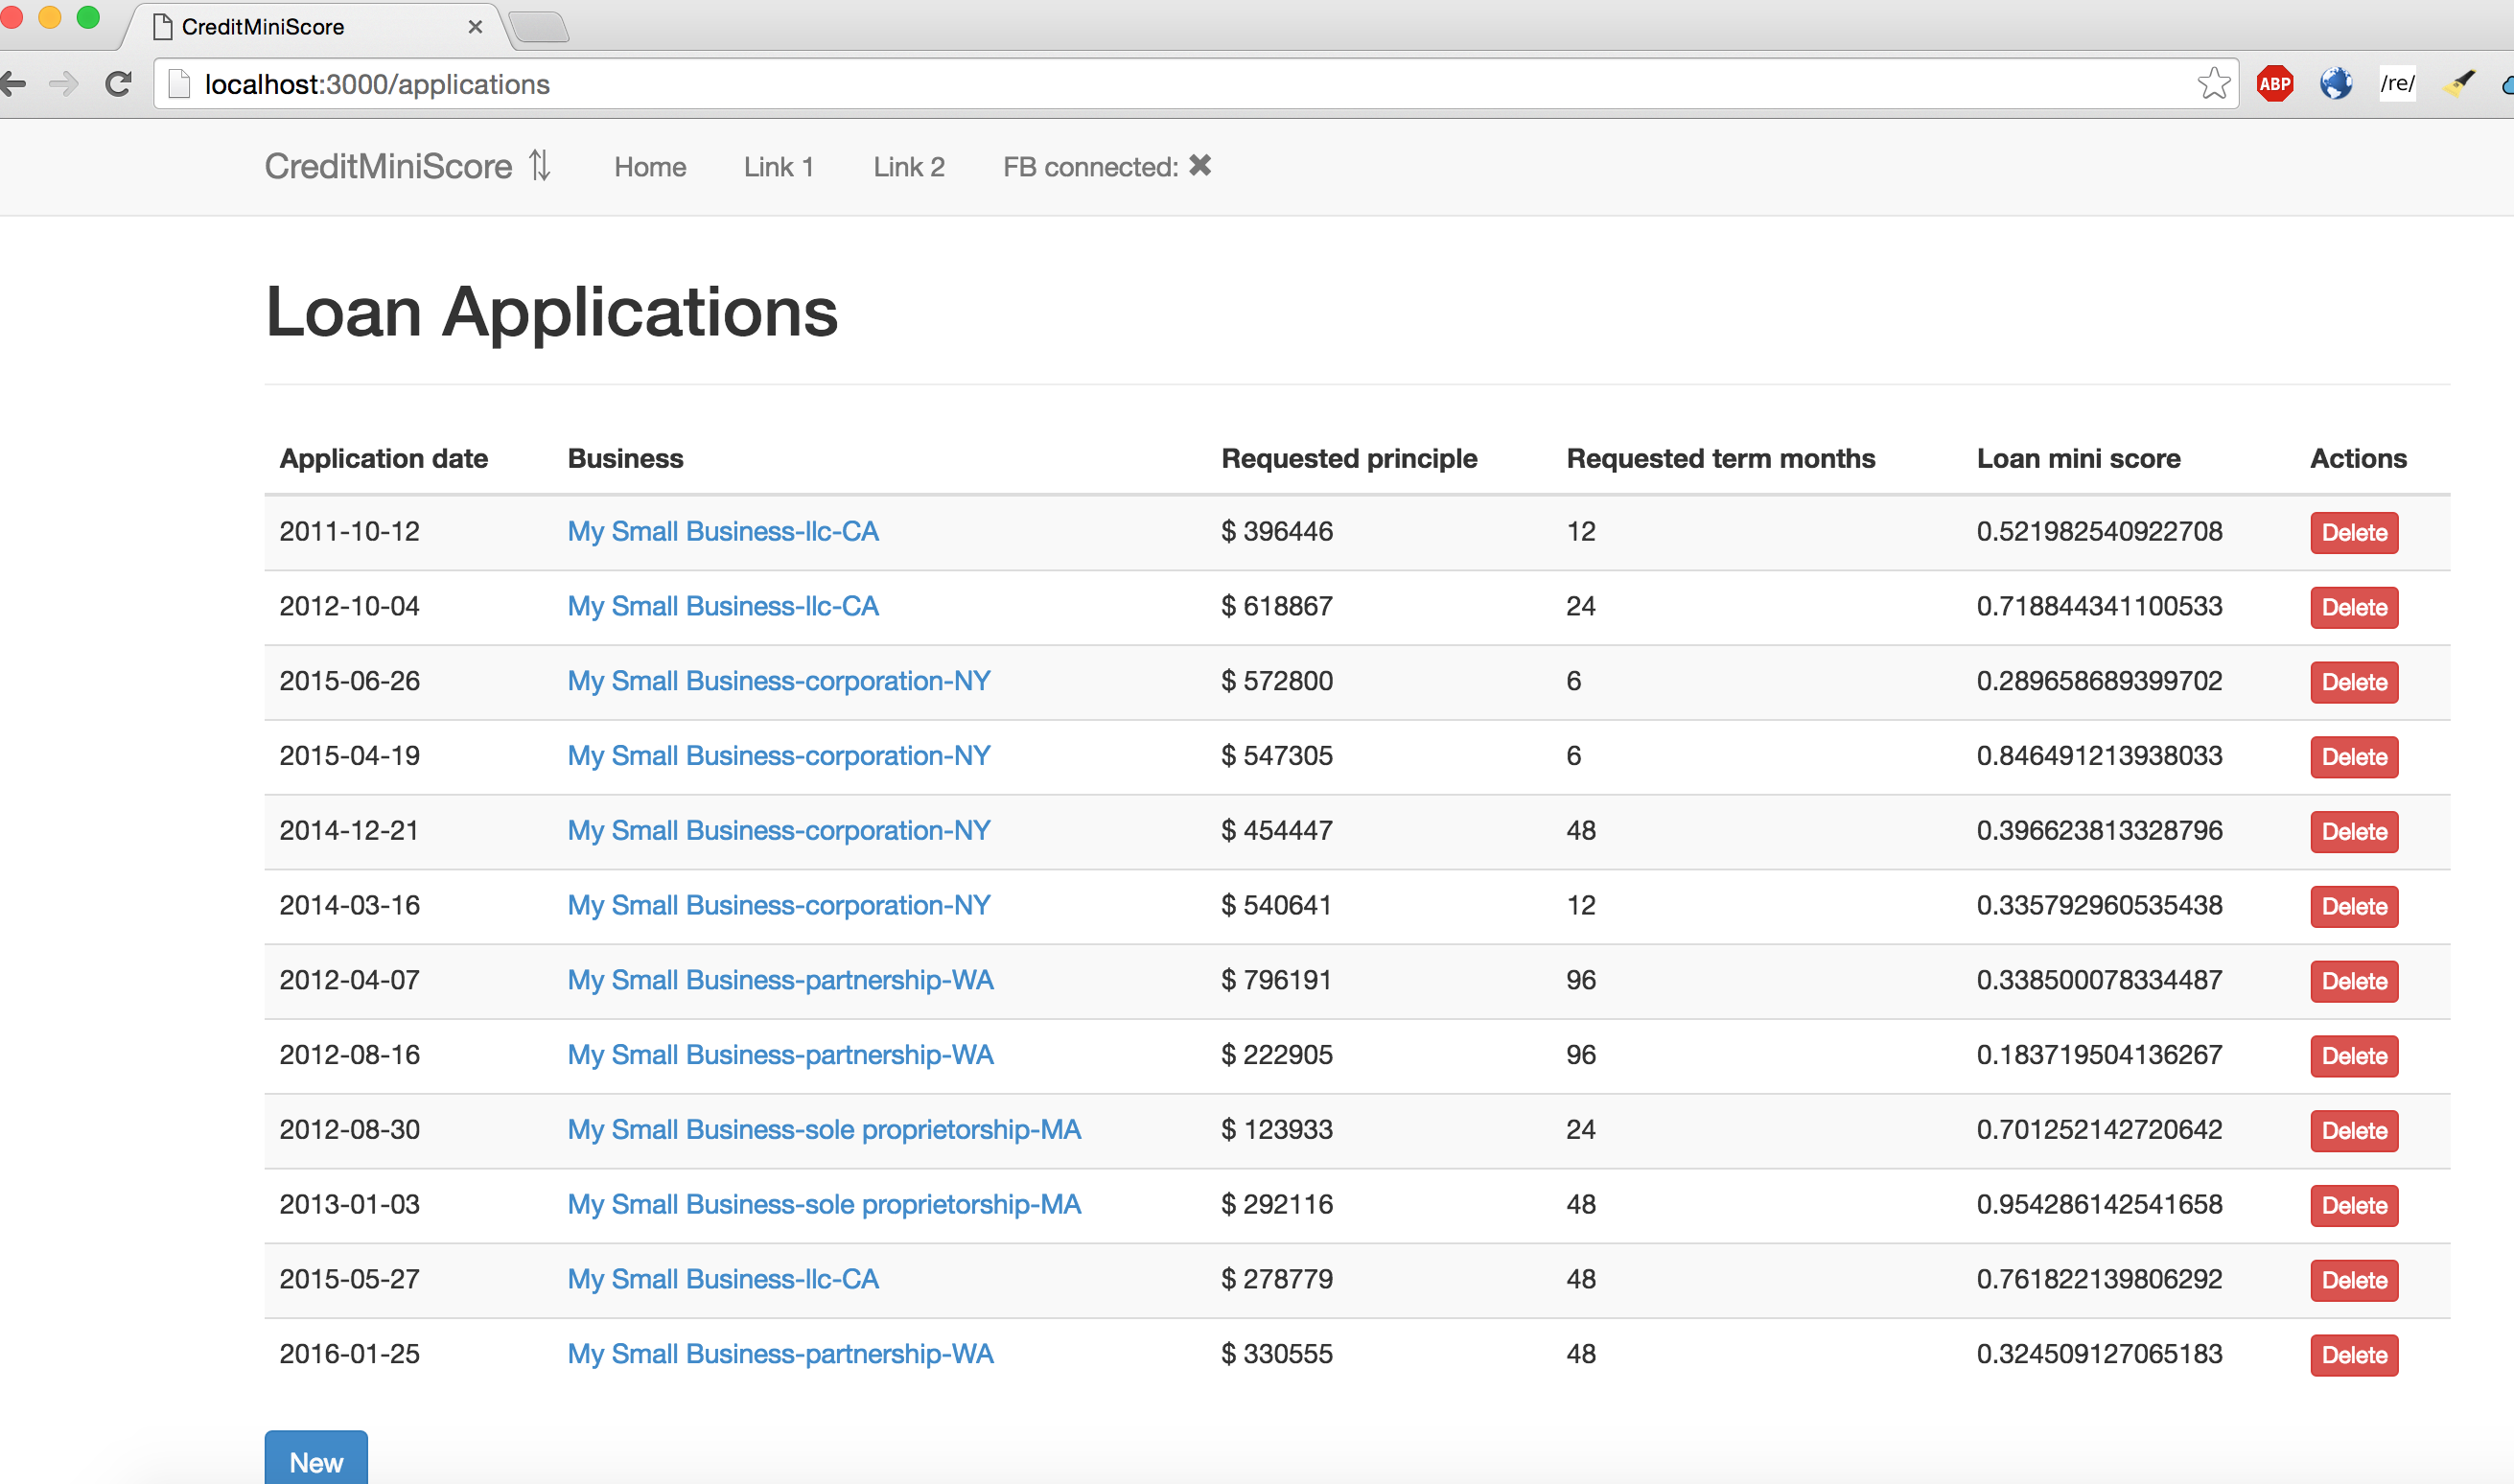 CreditMiniScore
localhost:3000/applications
ABP
/re/
CreditMiniScore Home Link 1 Link 2 FB connected:
Loan Applications
Application date Business Requested principle Requested term months Loan mini score Actions
2011-10-12 My Small Business-llc-CA $ 396446 12 0.521982540922708 Delete
2012-10-04 My Small Business-llc-CA $ 618867 24 0.718844341100533 Delete
2015-06-26 My Small Business-corporation-NY $ 572800 6 0.289658689399702 Delete
2015-04-19 My Small Business-corporation-NY $ 547305 6 0.846491213938033 Delete
2014-12-21 My Small Business-corporation-NY $ 454447 48 0.396623813328796 Delete
2014-03-16 My Small Business-corporation-NY $ 540641 12 0.335792960535438 Delete
2012-04-07 My Small Business-partnership-WA $ 796191 96 0.338500078334487 Delete
2012-08-16 My Small Business-partnership-WA $ 222905 96 0.183719504136267 Delete
2012-08-30 My Small Business-sole proprietorship-MA $ 123933 24 0.701252142720642 Delete
2013-01-03 My Small Business-sole proprietorship-MA $ 292116 48 0.954286142541658 Delete
2015-05-27 My Small Business-llc-CA $ 278779 48 0.761822139806292 Delete
2016-01-25 My Small Business-partnership-WA $ 330555 48 0.324509127065183 Delete
New